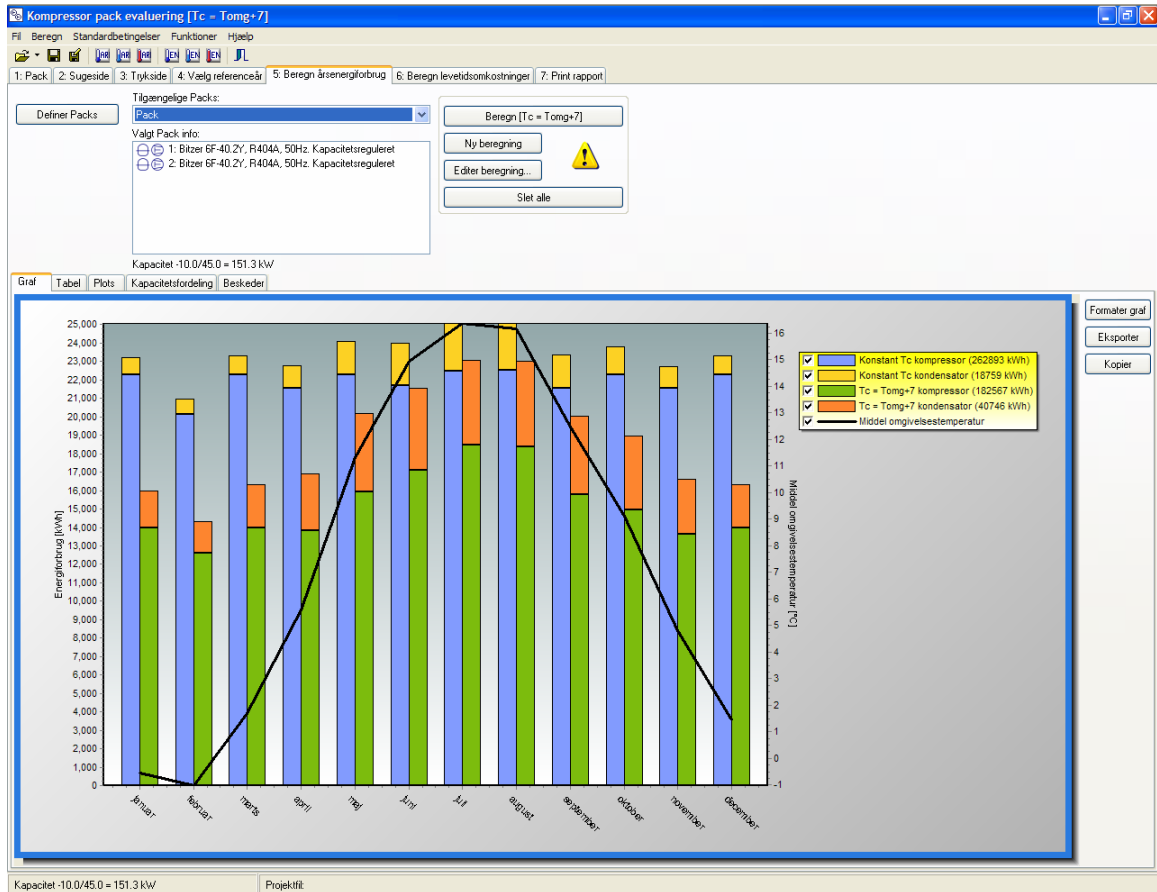 Kompressor pack evaluering [Tc = Tomg+7]
Fil Beregn Standardbetingelser Funktioner Hjælp
1: Pack 2: Sugeside 3: Trykside 4: Vælg referenceår 5: Beregn årsenergiforbrug 6: Beregn levetidsomkostninger 7: Print rapport
Definer Packs
Tilgængelige Packs:
Pack
Valgt Pack info:
1: Bitzer 6F-40.2Y, R404A, 50Hz. Kapacitetsreguleret
2: Bitzer 6F-40.2Y, R404A, 50Hz. Kapacitetsreguleret
Kapacitet -10.0/45.0 = 151.3 kW
Beregn [Tc = Tomg+7]
Ny beregning
Editer beregning...
Slet alle
Graf Tabel Plots Kapacitetsfordeling Beskeder
Formater graf
Eksporter
Kopier
Energiforbrug [kWh]
25,000
24,000
23,000
22,000
21,000
20,000
19,000
18,000
17,000
16,000
15,000
14,000
13,000
12,000
11,000
10,000
9,000
8,000
7,000
6,000
5,000
4,000
3,000
2,000
1,000
0
januar
februar
marts
april
maj
juni
juli
august
september
oktober
november
december
16
15
14
13
12
11
10
9
8
7
6
5
4
3
2
1
0
-1
Middel omgivelsestemperatur [°C]
Konstant Tc kompressor (262893 kWh)
Konstant Tc kondensator (18759 kWh)
Tc = Tomg+7 kompressor (182567 kWh)
Tc = Tomg+7 kondensator (40746 kWh)
Middel omgivelsestemperatur
Kapacitet -10.0/45.0 = 151.3 kW
Projektfil: